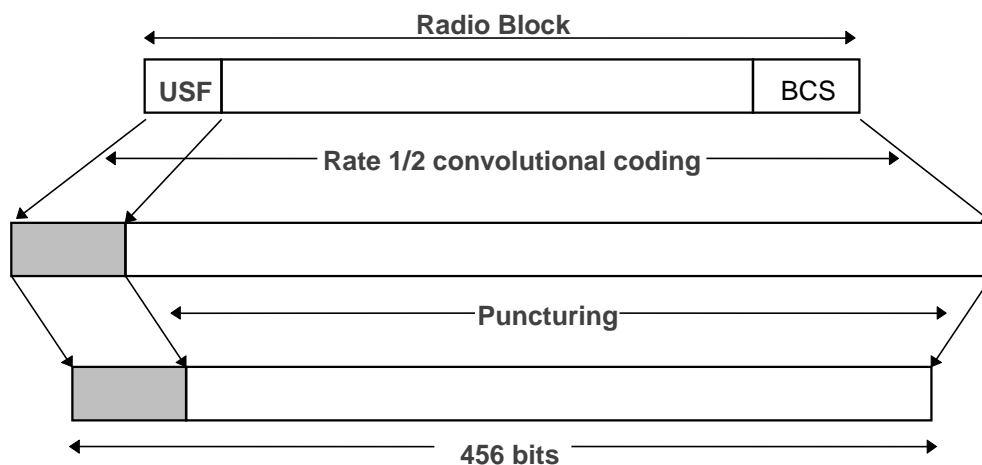 Radio Block
USF
BCS
Rate 1/2 convolutional coding
Puncturing
456 bits